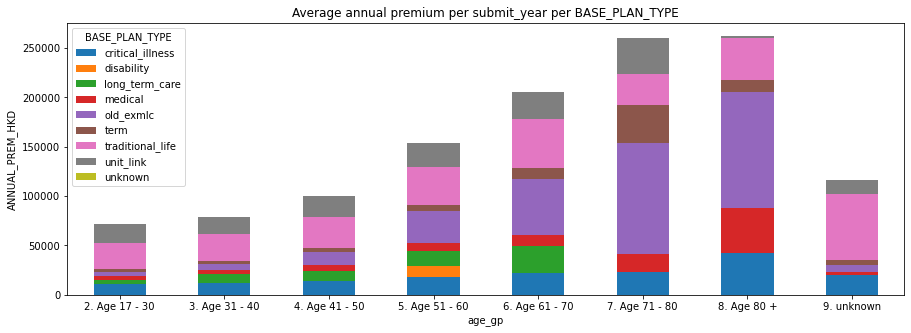 Average annual premium per submit_year per BASE_PLAN_TYPE
ANNUAL_PREM_HKD
250000
200000
150000
100000
50000
0
BASE_PLAN_TYPE
critical_illness
disability
long_term_care
medical
old_exmlc
term
traditional_life
unit_link
unknown
2. Age 17 - 30
3. Age 31 - 40
4. Age 41 - 50
5. Age 51 - 60
6. Age 61 - 70
7. Age 71 - 80
8. Age 80 +
9. unknown
age_gp